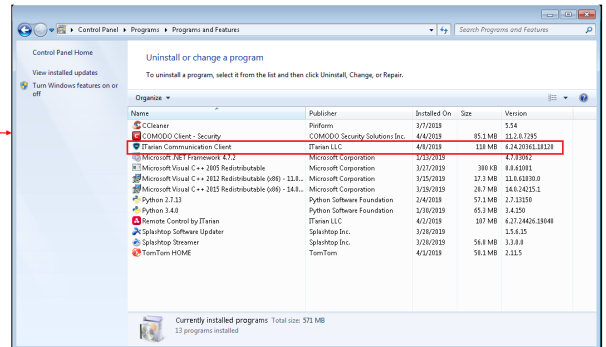 Control Panel ▸ Programs ▸ Programs and Features
Search Programs and Features
Control Panel Home
View installed updates
Turn Windows features on or off
Uninstall or change a program
To uninstall a program, select it from the list and then click Uninstall, Change, or Repair.
Organize
Name Publisher Installed On Size Version
CCleaner Piriform 3/7/2019 5.54
COMODO Client - Security COMODO Security Solutions Inc. 4/4/2019 85.1 MB 11.2.0.7295
ITarian Communication Client ITarian LLC 4/8/2019 110 MB 6.24.20361.18120
Microsoft .NET Framework 4.7.2 Microsoft Corporation 1/13/2019 4.7.03062
Microsoft Visual C++ 2005 Redistributable Microsoft Corporation 3/27/2019 300 KB 8.0.61001
Microsoft Visual C++ 2012 Redistributable (x86) - 11.0... Microsoft Corporation 3/15/2019 17.3 MB 11.0.61030.0
Microsoft Visual C++ 2015 Redistributable (x86) - 14.0... Microsoft Corporation 3/19/2019 20.7 MB 14.0.24215.1
Python 2.7.13 Python Software Foundation 2/4/2019 57.1 MB 2.7.13150
Python 3.4.0 Python Software Foundation 1/30/2019 65.3 MB 3.4.150
Remote Control by ITarian ITarian LLC 4/2/2019 107 MB 6.27.24426.19040
Splashtop Software Updater Splashtop Inc. 3/28/2019 1.5.6.15
Splashtop Streamer Splashtop Inc. 3/28/2019 56.0 MB 3.3.0.0
TomTom HOME TomTom 4/1/2019 50.1 MB 2.11.5
Currently installed programs Total size: 571 MB
13 programs installed